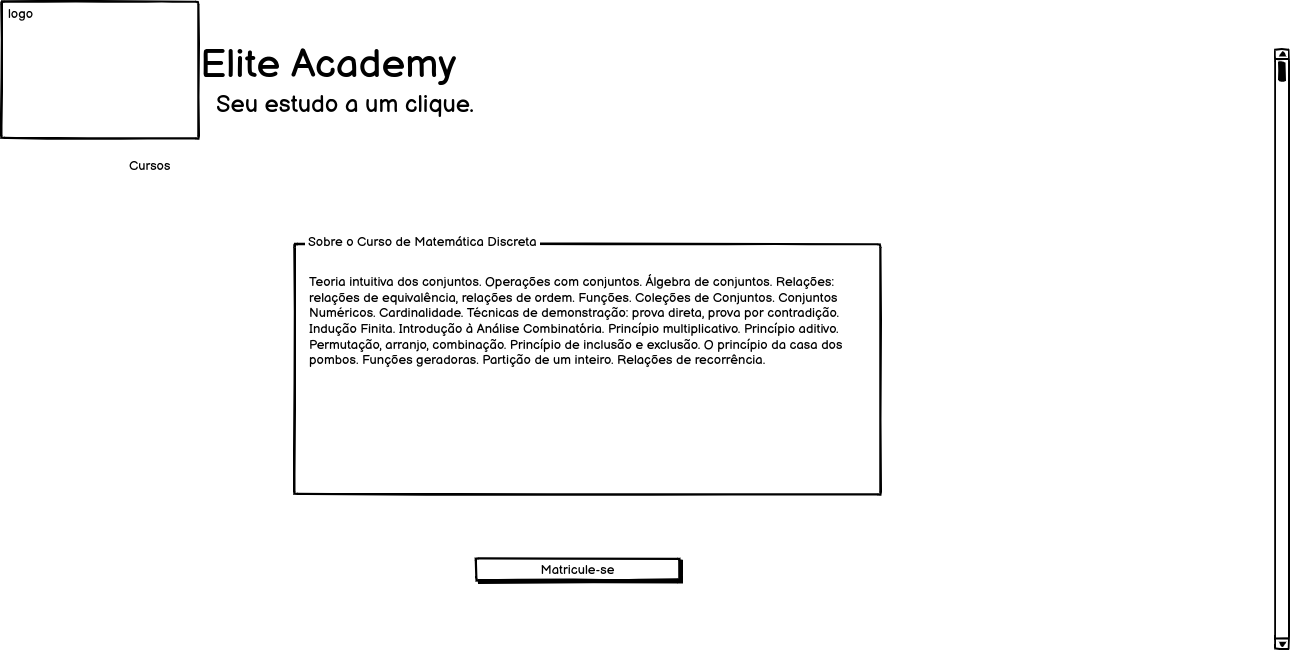 logo
Elite Academy
Seu estudo a um clique.
Cursos
Sobre o Curso de Matemática Discreta
Teoria intuitiva dos conjuntos. Operações com conjuntos. Álgebra de conjuntos. Relações:
relações de equivalência, relações de ordem. Funções. Coleções de Conjuntos. Conjuntos
Numéricos. Cardinalidade. Técnicas de demonstração: prova direta, prova por contradição.
Indução Finita. Introdução à Análise Combinatória. Princípio multiplicativo. Princípio aditivo.
Permutação, arranjo, combinação. Princípio de inclusão e exclusão. O princípio da casa dos
pombos. Funções geradoras. Partição de um inteiro. Relações de recorrência.
Matricule-se